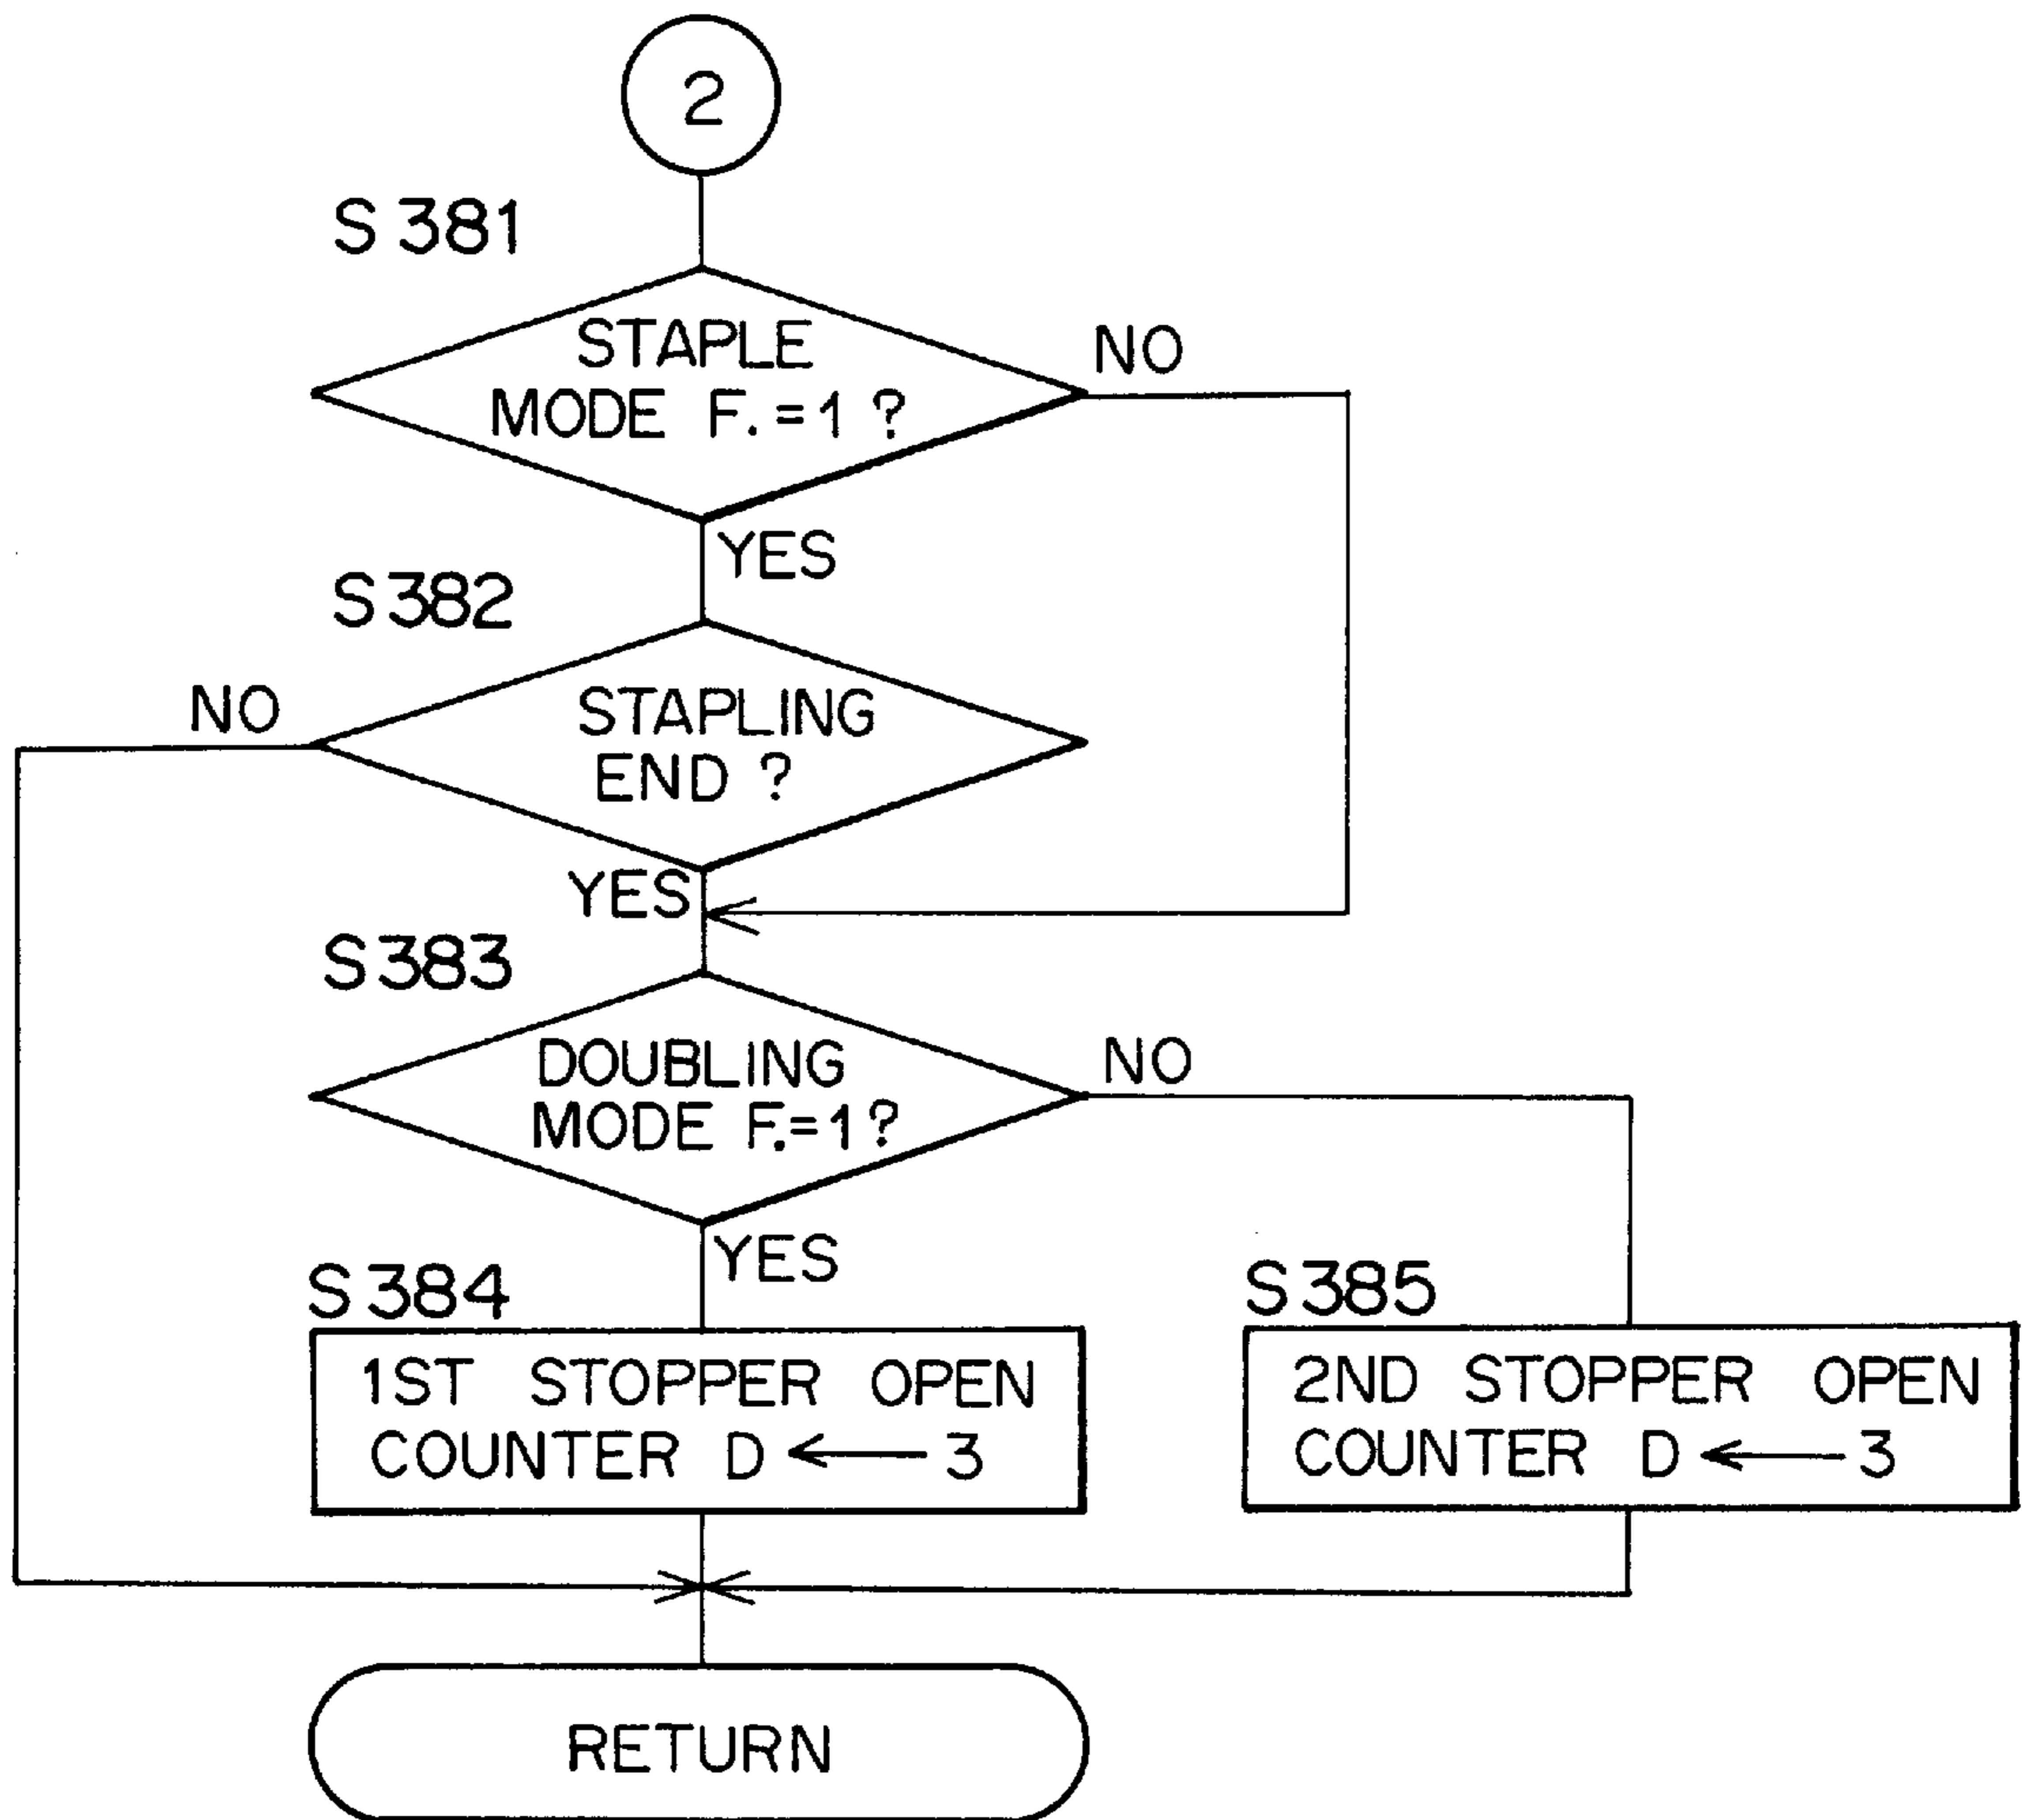 2
S381
STAPLE
MODE F.=1?
NO
YES
S382
STAPLING
END?
NO
YES
S383
DOUBLING
MODE F.=1?
NO
YES
S384
1ST STOPPER OPEN
COUNTER D ← 3
S385
2ND STOPPER OPEN
COUNTER D ← 3
RETURN